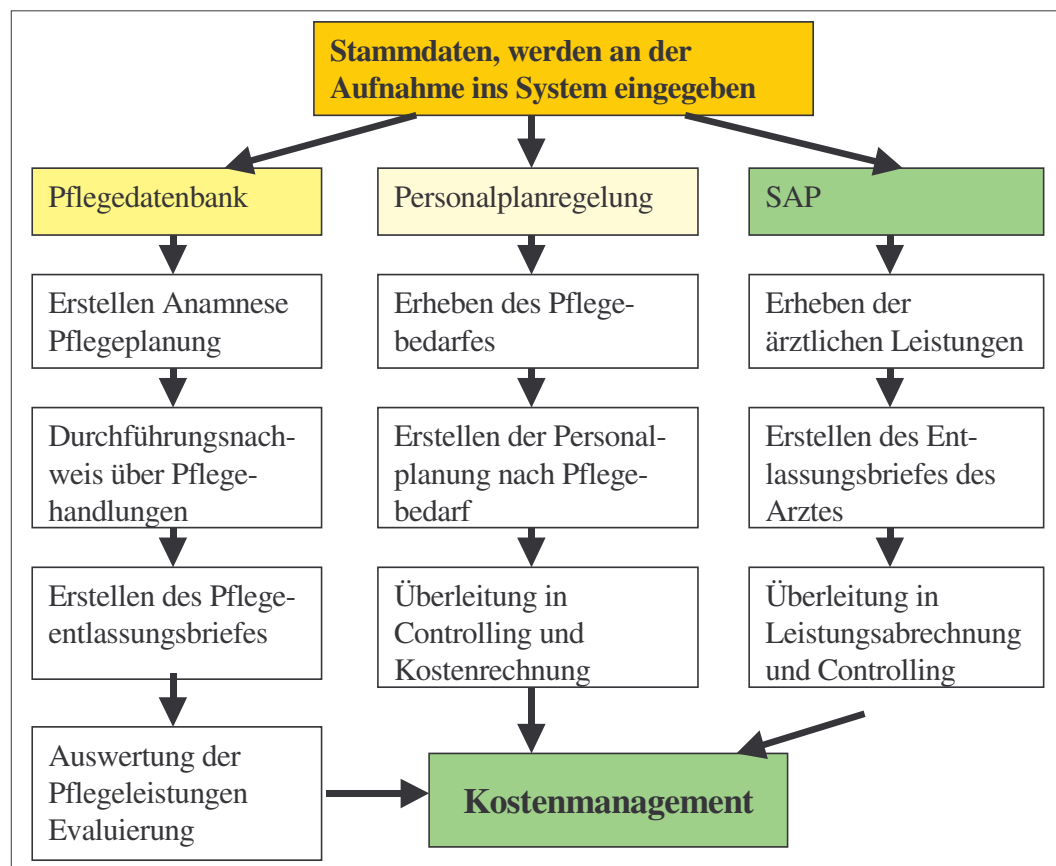 Stammdaten, werden an der
Aufnahme ins System eingegeben
Pflegedatenbank
Personalplanregelung
SAP
Erstellen Anamnese
Pflegeplanung
Erheben des Pflege-
bedarfes
Erheben der
ärztlichen Leistungen
Durchführungsnach-
weis über Pflege-
handlungen
Erstellen der Personal-
planung nach Pflege-
bedarf
Erstellen des Ent-
lassungsbriefes des
Arztes
Erstellen des Pflege-
entlassungsbriefes
Überleitung in
Controlling und
Kostenrechnung
Überleitung in
Leistungsabrechnung
und Controlling
Auswertung der
Pflegeleistungen
Evaluierung
Kostenmanagement